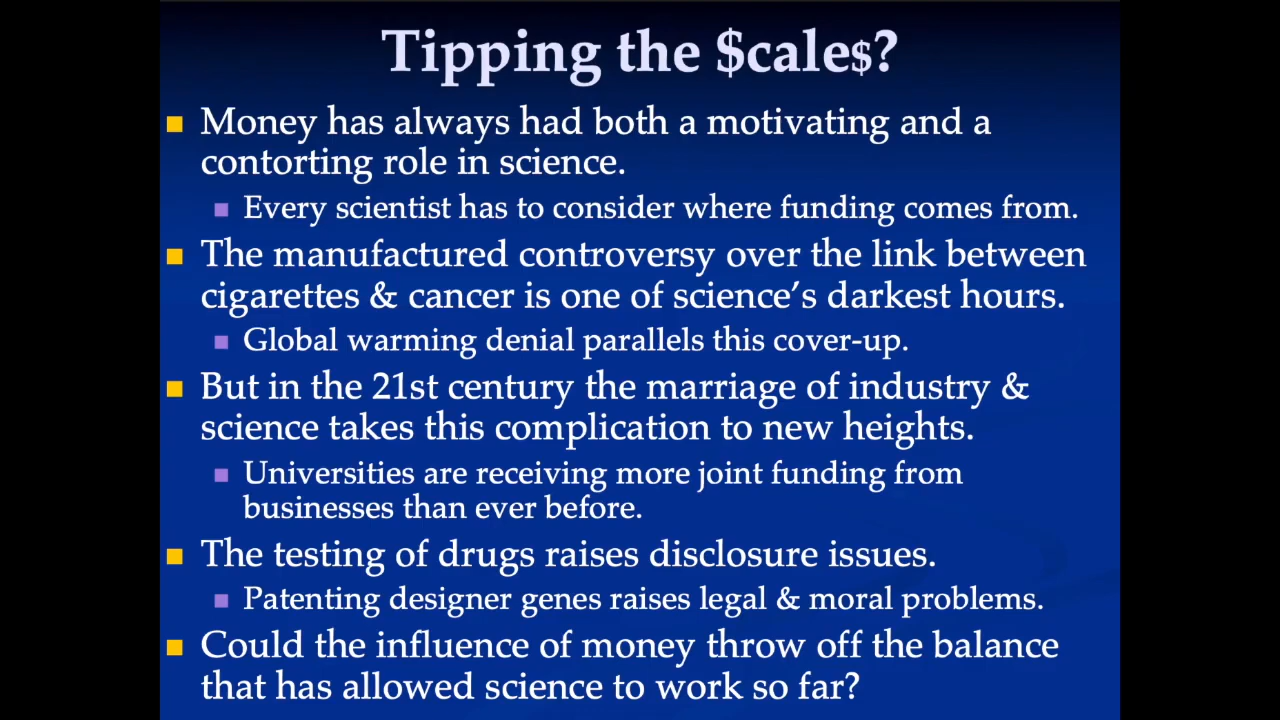 Tipping the $cale$?
Money has always had both a motivating and a
contorting role in science.
Every scientist has to consider where funding comes from.
The manufactured controversy over the link between
cigarettes & cancer is one of science’s darkest hours.
Global warming denial parallels this cover-up.
But in the 21st century the marriage of industry &
science takes this complication to new heights.
Universities are receiving more joint funding from
businesses than ever before.
The testing of drugs raises disclosure issues.
Patenting designer genes raises legal & moral problems.
Could the influence of money throw off the balance
that has allowed science to work so far?